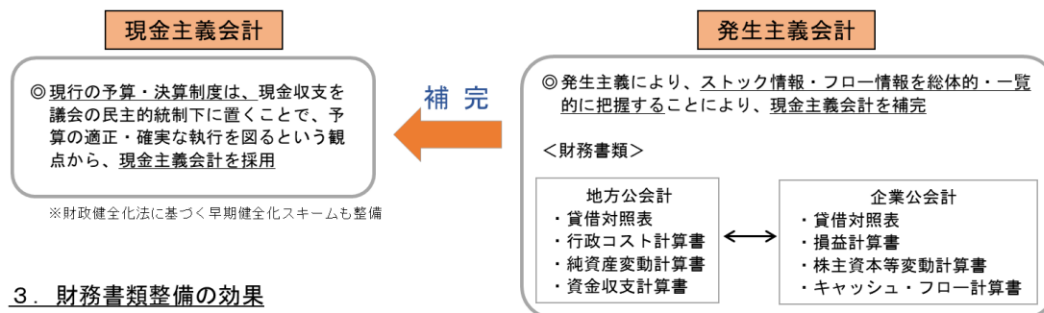 現金主義会計
◎現行の予算・決算制度は、現金収支を
議会の民主的統制下に置くことで、予
算の適正・確実な執行を図るという観
点から、現金主義会計を採用
※財政健全化法に基づく早期健全化スキームも整備
補完
発生主義会計
◎発生主義により、ストック情報・フロー情報を総体的・一覧
的に把握することにより、現金主義会計を補完
＜財務書類＞
地方公会計
・貸借対照表
・行政コスト計算書
・純資産変動計算書
・資金収支計算書
企業公会計
・貸借対照表
・損益計算書
・株主資本等変動計算書
・キャッシュ・フロー計算書
３．財務書類整備の効果